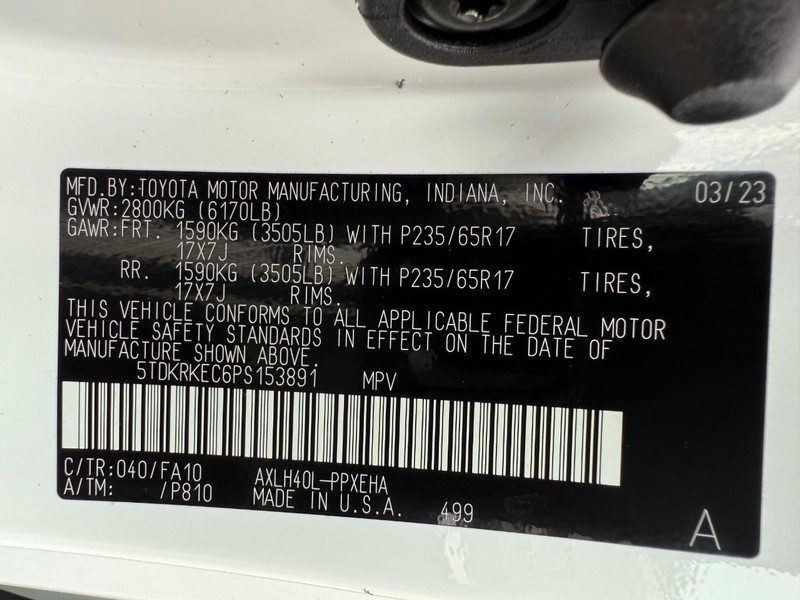 MFD.BY:TOYOTA MOTOR MANUFACTURING, INDIANA, INC. 03/23
GVWR:2800KG (6170LB)
GAWR:FRT. 1590KG (3505LB) WITH P235/65R17 TIRES,
17X7J RIMS.
RR. 1590KG (3505LB) WITH P235/65R17 TIRES,
17X7J RIMS.
THIS VEHICLE CONFORMS TO ALL APPLICABLE FEDERAL MOTOR
VEHICLE SAFETY STANDARDS IN EFFECT ON THE DATE OF
MANUFACTURE SHOWN ABOVE.
5TDKRKEC6PS153891 MPV
C/TR:040/FA10 AXLH40L-PPXEHA
A/TM: /P810 MADE IN U.S.A. 499
A